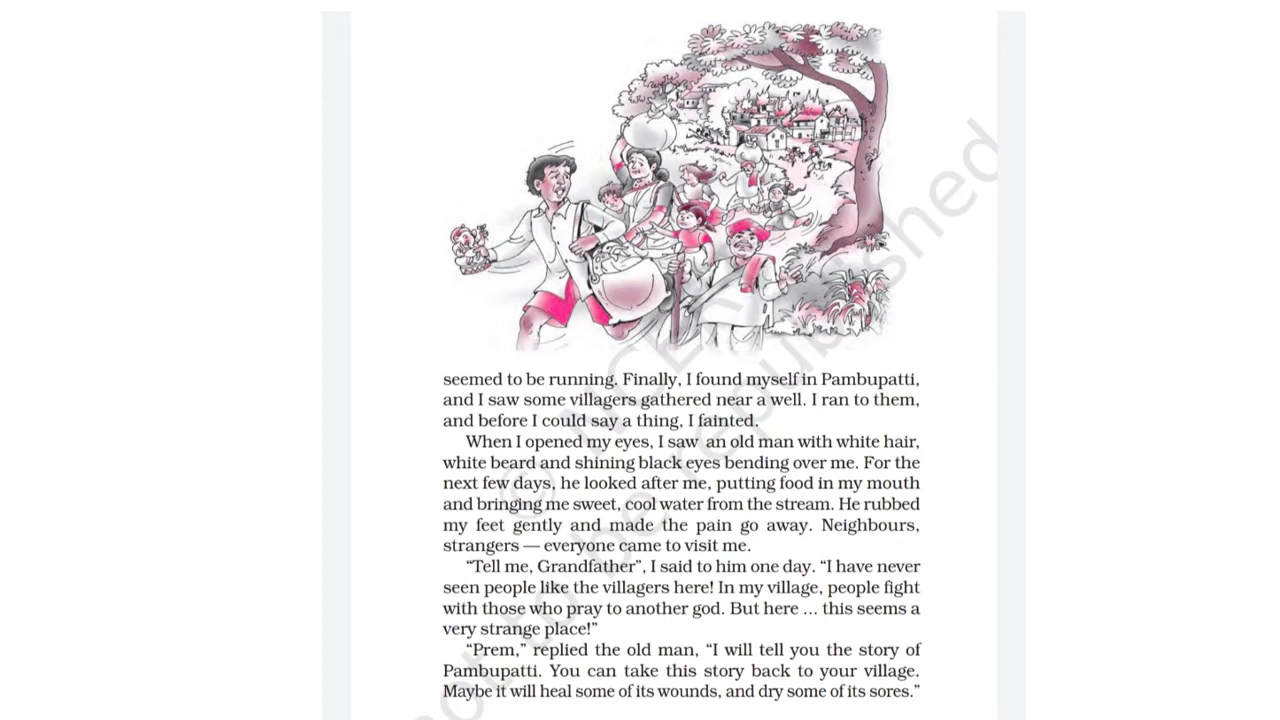 seemed to be running. Finally, I found myself in Pambupatti,
and I saw some villagers gathered near a well. I ran to them,
and before I could say a thing, I fainted.
When I opened my eyes, I saw an old man with white hair,
white beard and shining black eyes bending over me. For the
next few days, he looked after me, putting food in my mouth
and bringing me sweet, cool water from the stream. He rubbed
my feet gently and made the pain go away. Neighbours,
strangers — everyone came to visit me.
“Tell me, Grandfather”, I said to him one day. “I have never
seen people like the villagers here! In my village, people fight
with those who pray to another god. But here ... this seems a
very strange place!”
“Prem,” replied the old man, “I will tell you the story of
Pambupatti. You can take this story back to your village.
Maybe it will heal some of its wounds, and dry some of its sores.”
not to be republished